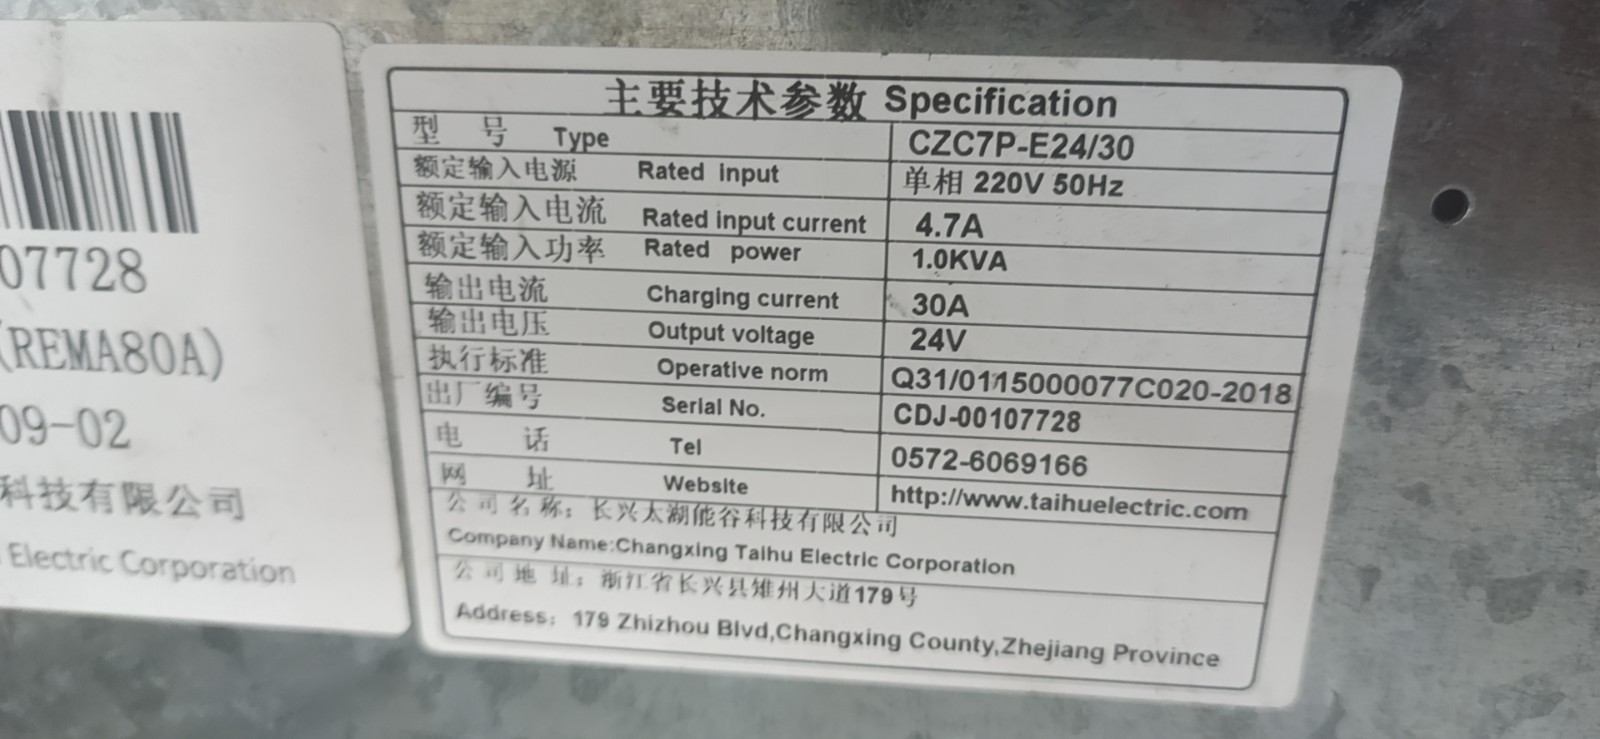 07728
(REMA80A)
09-02
科技有限公司
Electric Corporation
主要技术参数 Specification
型 号 Type CZC7P-E24/30
额定输入电源 Rated input 单相 220V 50Hz
额定输入电流 Rated input current 4.7A
额定输入功率 Rated power 1.0KVA
输出电流 Charging current 30A
输出电压 Output voltage 24V
执行标准 Operative norm Q31/0115000077C020-2018
出厂编号 Serial No. CDJ-00107728
电 话 Tel 0572-6069166
网 址 Website http://www.taihuelectric.com
公司名称：长兴太湖能谷科技有限公司
Company Name:Changxing Taihu Electric Corporation
公司地址：浙江省长兴县雉州大道179号
Address：179 Zhizhou Blvd,Changxing County,Zhejiang Province